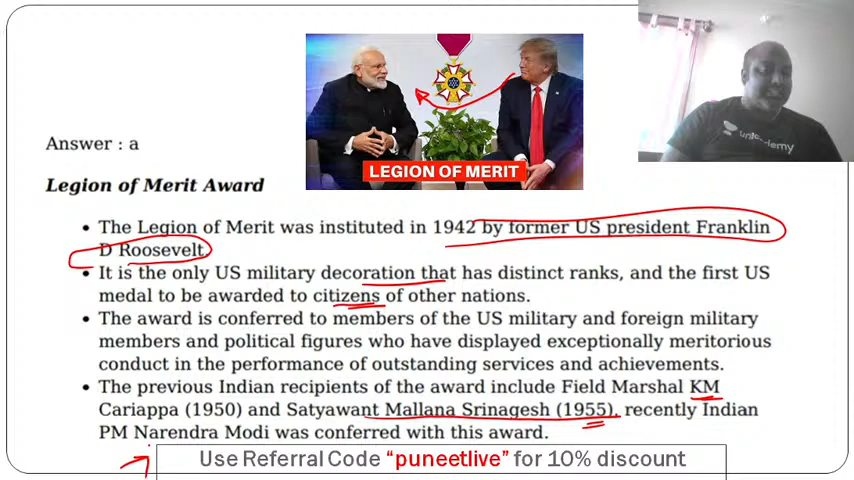 LEGION OF MERIT
unacademy
Answer : a
Legion of Merit Award
• The Legion of Merit was instituted in 1942 by former US president Franklin
D Roosevelt.
• It is the only US military decoration that has distinct ranks, and the first US
medal to be awarded to citizens of other nations.
• The award is conferred to members of the US military and foreign military
members and political figures who have displayed exceptionally meritorious
conduct in the performance of outstanding services and achievements.
• The previous Indian recipients of the award include Field Marshal KM
Cariappa (1950) and Satyawant Mallana Srinagesh (1955), recently Indian
PM Narendra Modi was conferred with this award.
Use Referral Code “puneetlive” for 10% discount